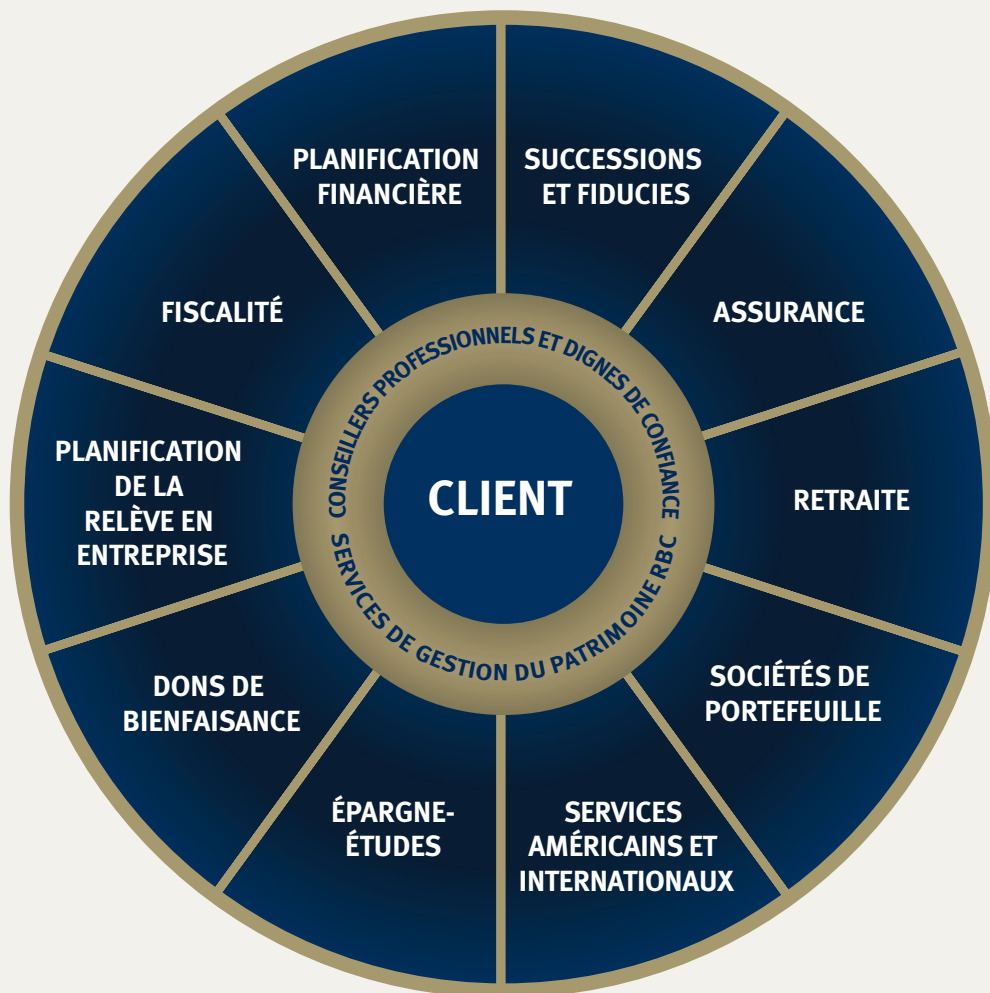 PLANIFICATION
FINANCIÈRE
SUCCESSIONS
ET FIDUCIES
FISCALITÉ
ASSURANCE
CONSEILLERS PROFESSIONNELS ET DIGNES DE CONFIANCE
PLANIFICATION
DE LA
RELÈVE EN
ENTREPRISE
CLIENT
RETRAITE
SERVICES DE GESTION DU PATRIMOINE RBC
DONS DE
BIENFAISANCE
SOCIÉTÉS DE
PORTEFEUILLE
ÉPARGNE-
ÉTUDES
SERVICES
AMÉRICAINS ET
INTERNATIONAUX